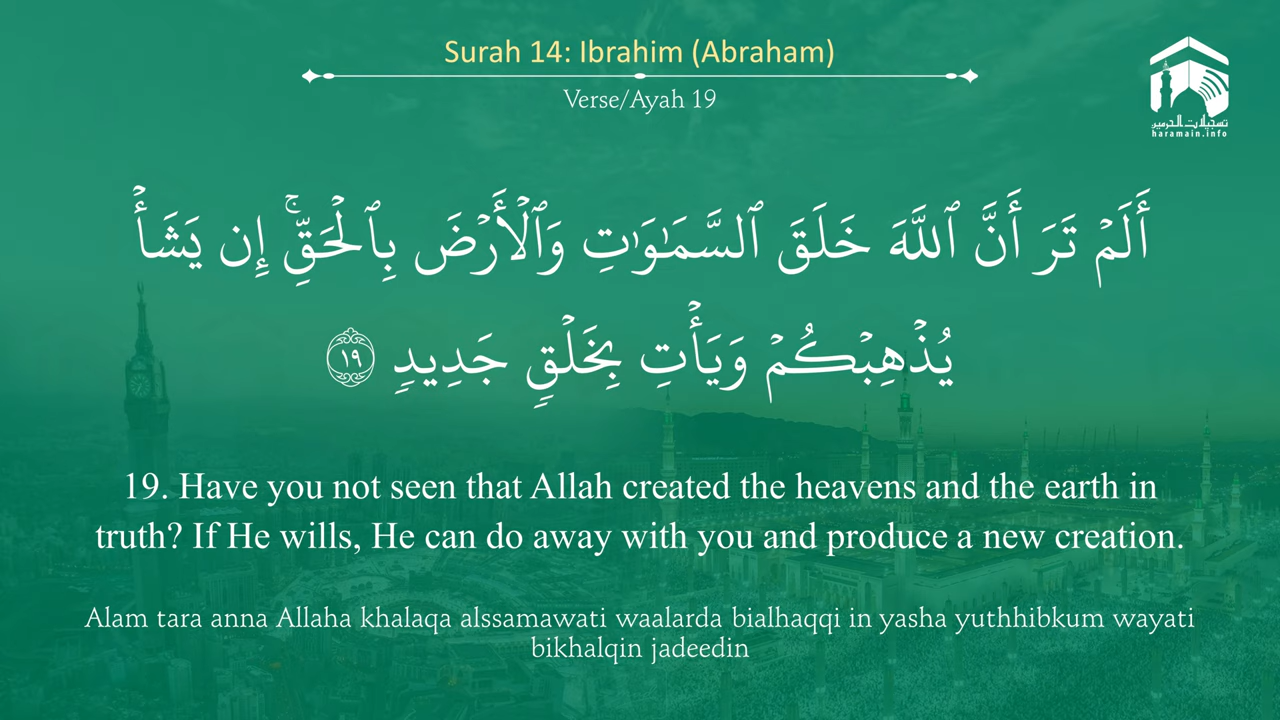 Surah 14: Ibrahim (Abraham)
Verse/Ayah 19
تسجيلات الحرمين
haramain.info
أَلَمْ تَرَ أَنَّ ٱللَّهَ خَلَقَ ٱلسَّمَـٰوَٰتِ وَٱلْأَرْضَ بِٱلْحَقِّ ۚ إِن يَشَأْ
يُذْهِبْكُمْ وَيَأْتِ بِخَلْقٍ جَدِيدٍ ١٩
19. Have you not seen that Allah created the heavens and the earth in
truth? If He wills, He can do away with you and produce a new creation.
Alam tara anna Allaha khalaqa alssamawati waalarda bialhaqqi in yasha yuthhibkum wayati
bikhalqin jadeedin